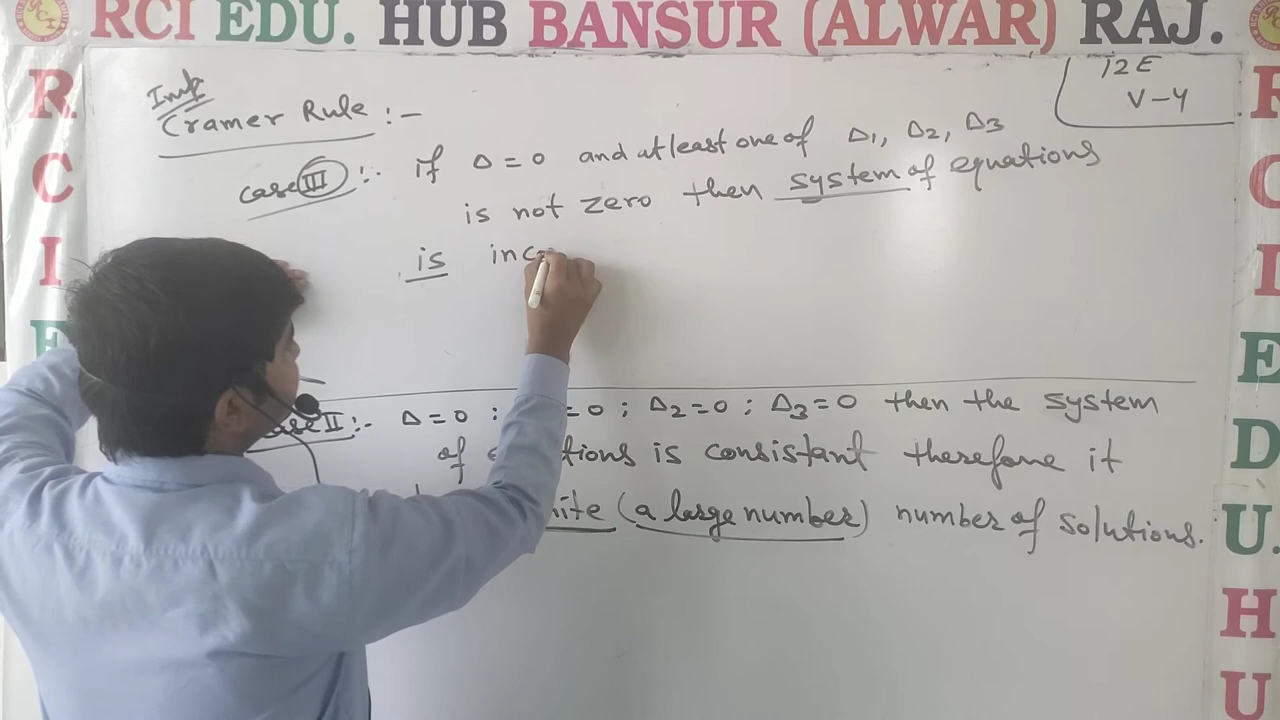 RCI EDU. HUB BANSUR (ALWAR) RAJ.
R
C
I
E
Imp
Cramer Rule :-
12E
V-4
case III :- if Δ = 0 and atleast one of Δ1, Δ2, Δ3
is not zero then system of equations
is inc
II :- Δ=0 ; =0 ; Δ2=0 ; Δ3=0 then the system
of tions is consistant therefore it
nite (a large number) number of solutions.
R
C
I
E
D
U.
H
U